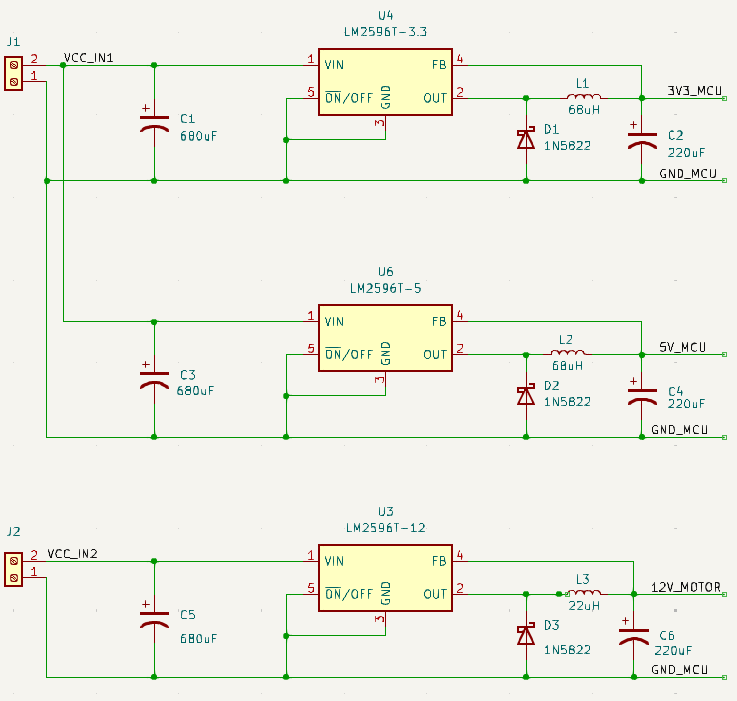 U4
LM2596T-3.3
J1
2
VCC_IN1
1
VIN
FB
4
1
5
ON/OFF
GND
OUT
2
3
L1
68uH
3V3_MCU
+
C1
680uF
D1
1N5822
+
C2
220uF
GND_MCU
U6
LM2596T-5
1
VIN
FB
4
5
ON/OFF
GND
OUT
2
3
L2
68uH
5V_MCU
+
C3
680uF
D2
1N5822
+
C4
220uF
GND_MCU
U3
LM2596T-12
J2
2
VCC_IN2
1
1
VIN
FB
4
5
ON/OFF
GND
OUT
2
3
L3
22uH
12V_MOTOR
+
C5
680uF
D3
1N5822
+
C6
220uF
GND_MCU